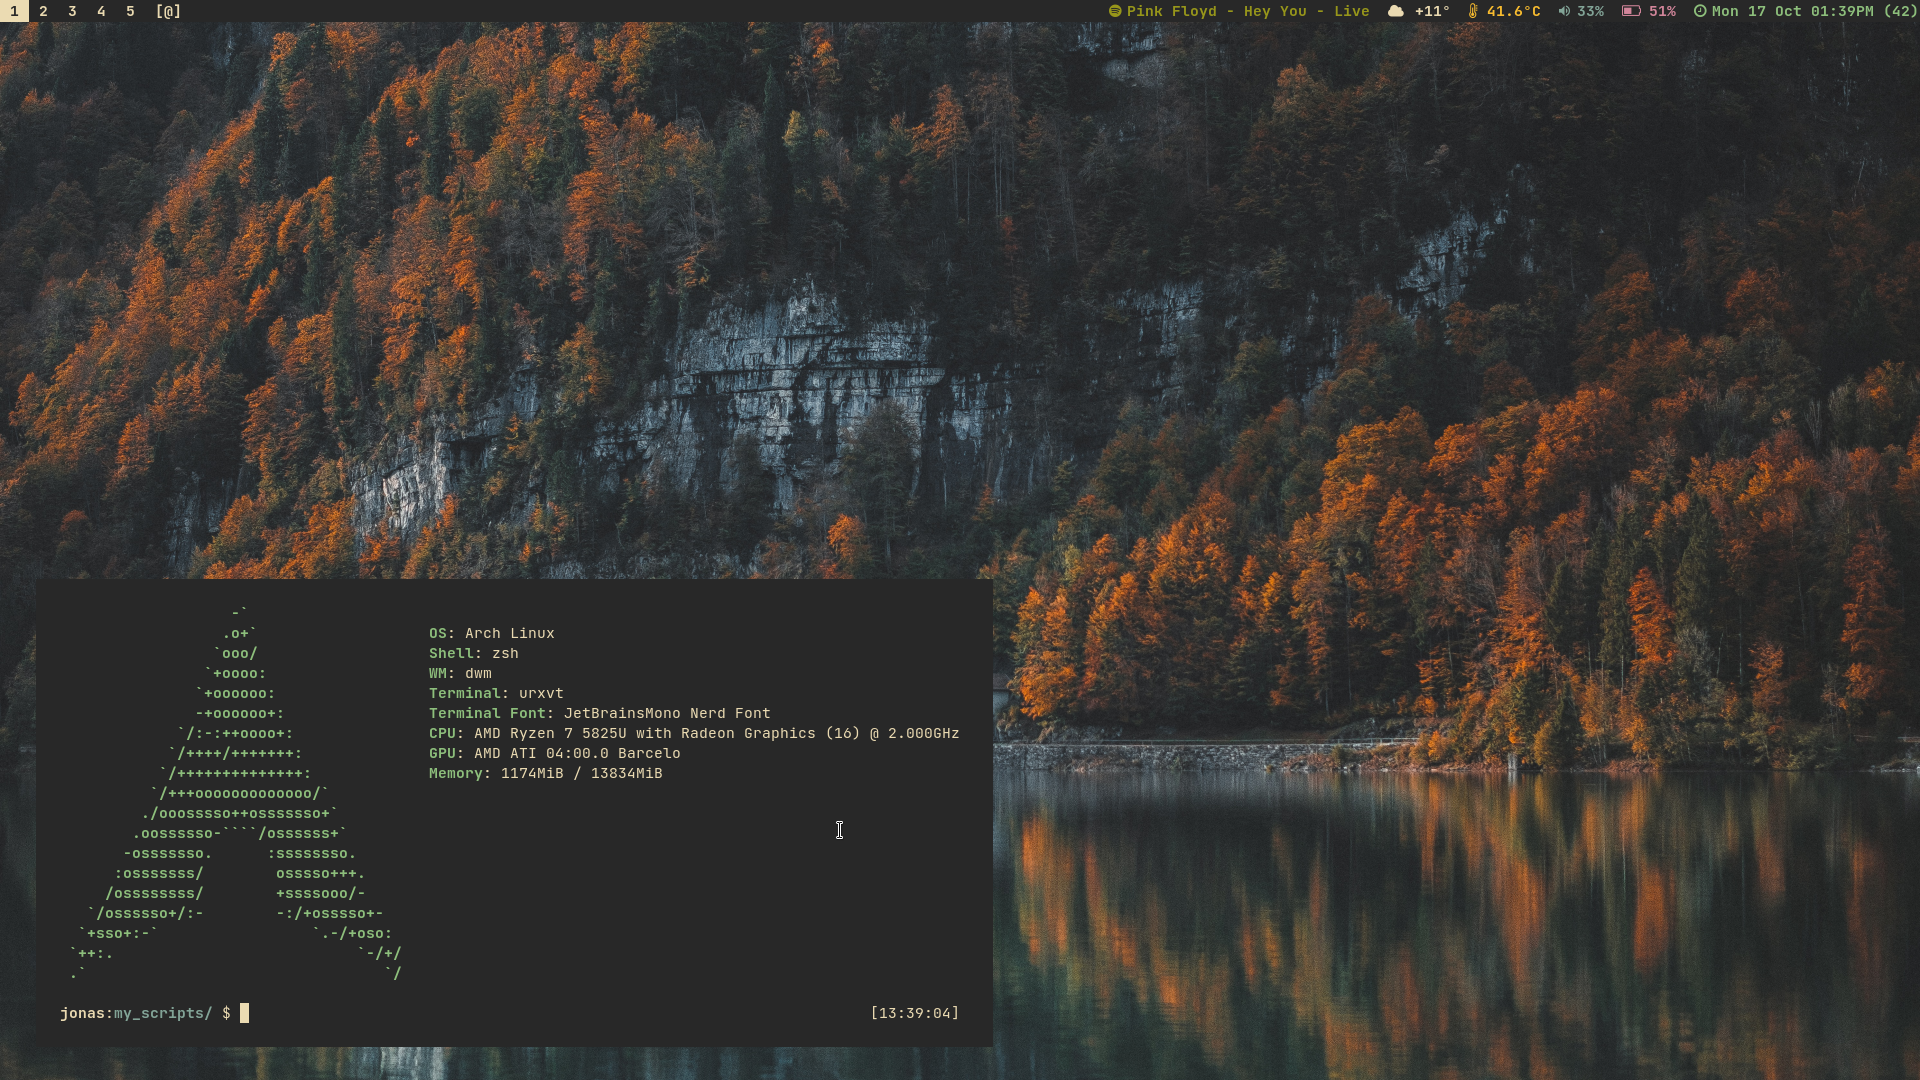 1 2 3 4 5 [@] Pink Floyd - Hey You - Live +11° 41.6°C 33% 51% Mon 17 Oct 01:39PM (42)
-`
.o+` OS: Arch Linux
`ooo/ Shell: zsh
`+oooo: WM: dwm
`+oooooo: Terminal: urxvt
-+oooooo+: Terminal Font: JetBrainsMono Nerd Font
`/:-:++oooo+: CPU: AMD Ryzen 7 5825U with Radeon Graphics (16) @ 2.000GHz
`/++++/+++++++: GPU: AMD ATI 04:00.0 Barcelo
`/++++++++++++++: Memory: 1174MiB / 13834MiB
`/+++ooooooooooooo/`
./ooosssso++osssssso+`
.oossssso-````/ossssss+`
-osssssso. :ssssssso.
:osssssss/ osssso+++.
/ossssssss/ +ssssooo/-
`/ossssso+/:- -:/+osssso+-
`+sso+:-` `.-/+oso:
`++:. `-/+/
.` `/
jonas:my_scripts/ $ [13:39:04]